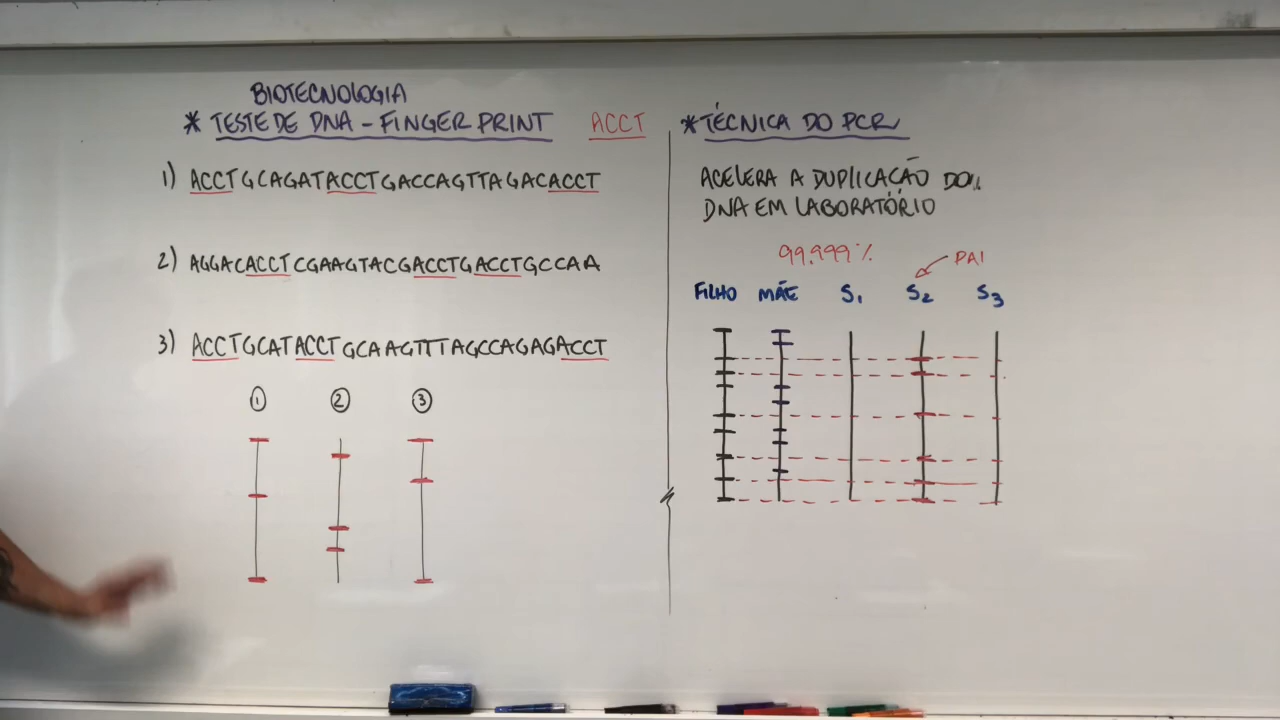 BIOTECNOLOGIA
* TESTE DE DNA - FINGER PRINT ACCT
1) ACCTGCAGATACCTGACCAGTTAGACACCT
2) AGGACACCTCGAAGTACGACCTGACCTGCCAA
3) ACCTGCATACCTGCAAGTTTAGCCAGAGACCT
1 2 3
* TÉCNICA DO PCR
ACELERA A DUPLICAÇÃO DO
DNA EM LABORATÓRIO
99.999%
PAI
FILHO MÃE S1 S2 S3